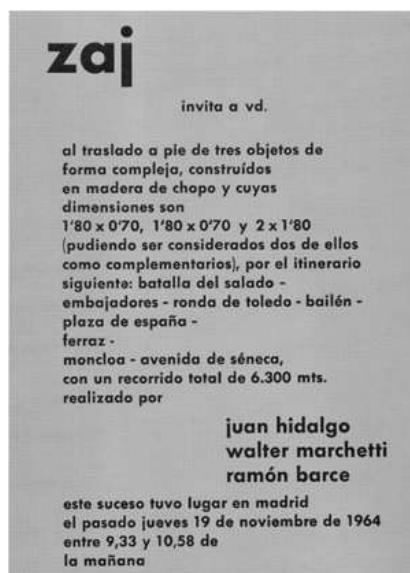 zaj
invita a vd.
al traslado a pie de tres objetos de
forma compleja, construídos
en madera de chopo y cuyas
dimensiones son
1'80 x 0'70, 1'80 x 0'70 y 2 x 1'80
(pudiendo ser considerados dos de ellos
como complementarios), por el itinerario
siguiente: batalla del salado -
embajadores - ronda de toledo - bailén -
plaza de españa -
ferraz -
moncloa - avenida de séneca,
con un recorrido total de 6.300 mts.
realizado por
juan hidalgo
walter marchetti
ramón barce
este suceso tuvo lugar en madrid
el pasado jueves 19 de noviembre de 1964
entre 9,33 y 10,58 de
la mañana